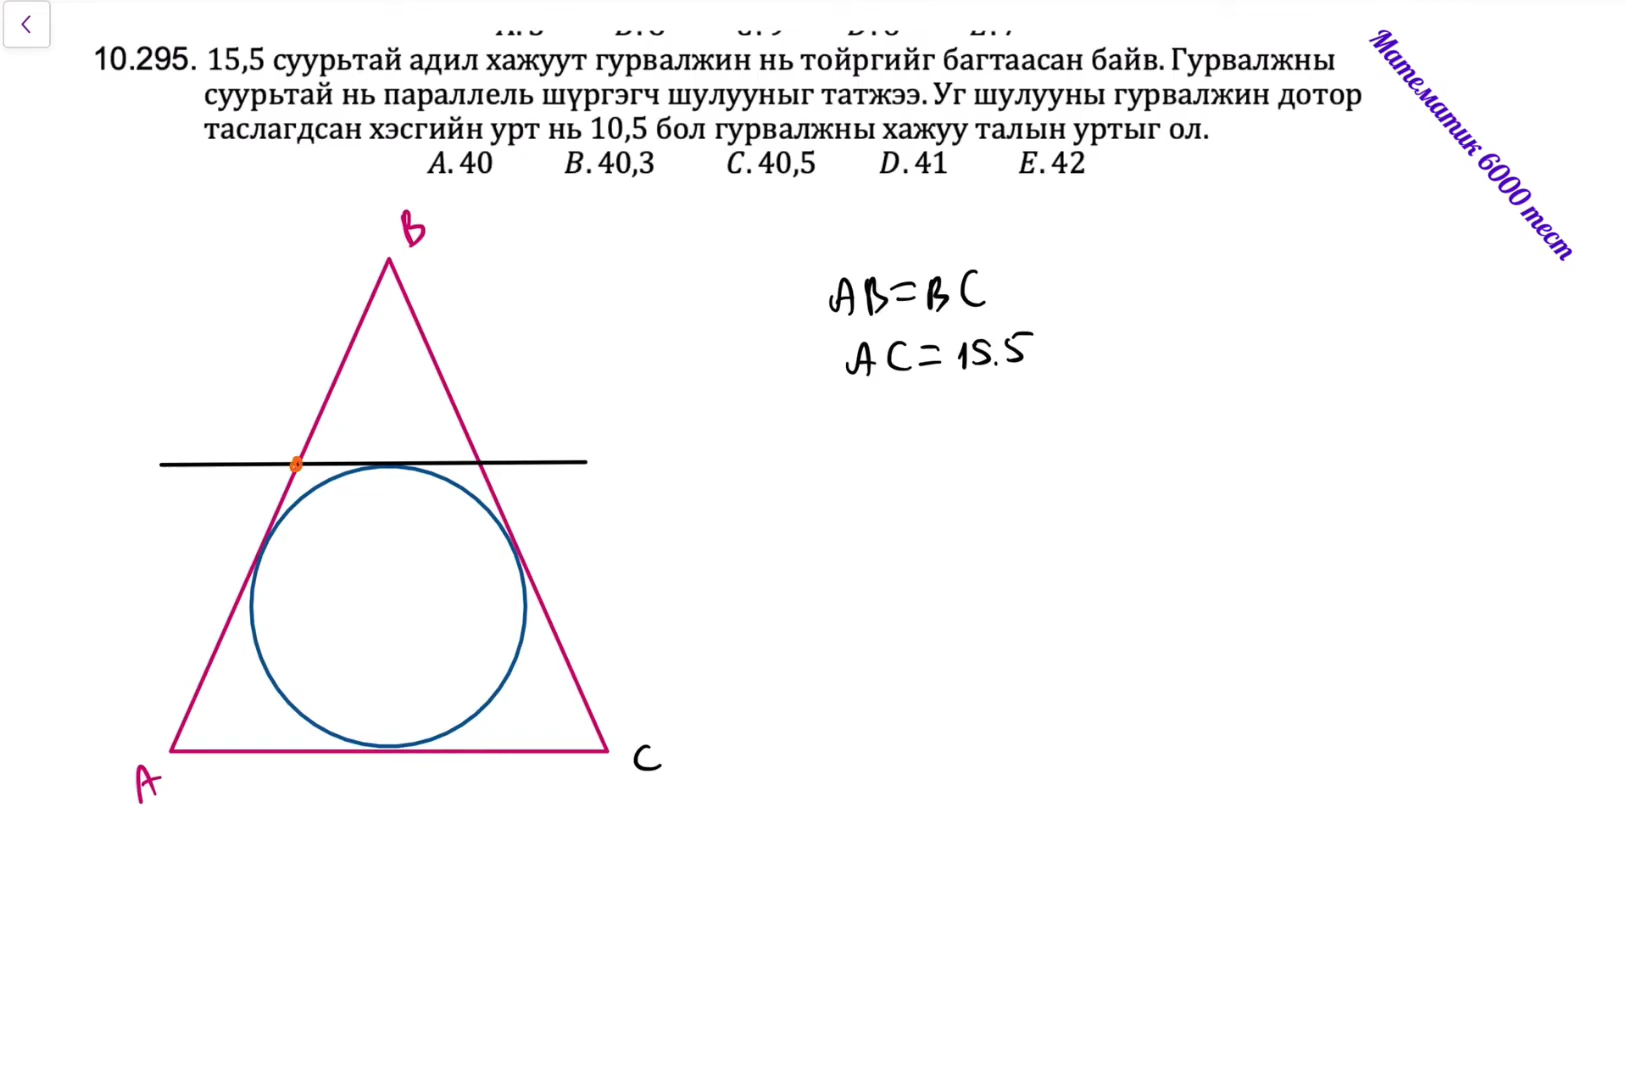 10.295. 15,5 суурьтай адил хажуут гурвалжин нь тойргийг багтаасан байв. Гурвалжны
суурьтай нь параллель шүргэгч шулууныг татжээ. Уг шулууны гурвалжин дотор
таслагдсан хэсгийн урт нь 10,5 бол гурвалжны хажуу талын уртыг ол.
A. 40 B. 40,3 C. 40,5 D. 41 E. 42
Математик 6000 тест
B
AB=BC
AC=15.5
A
C